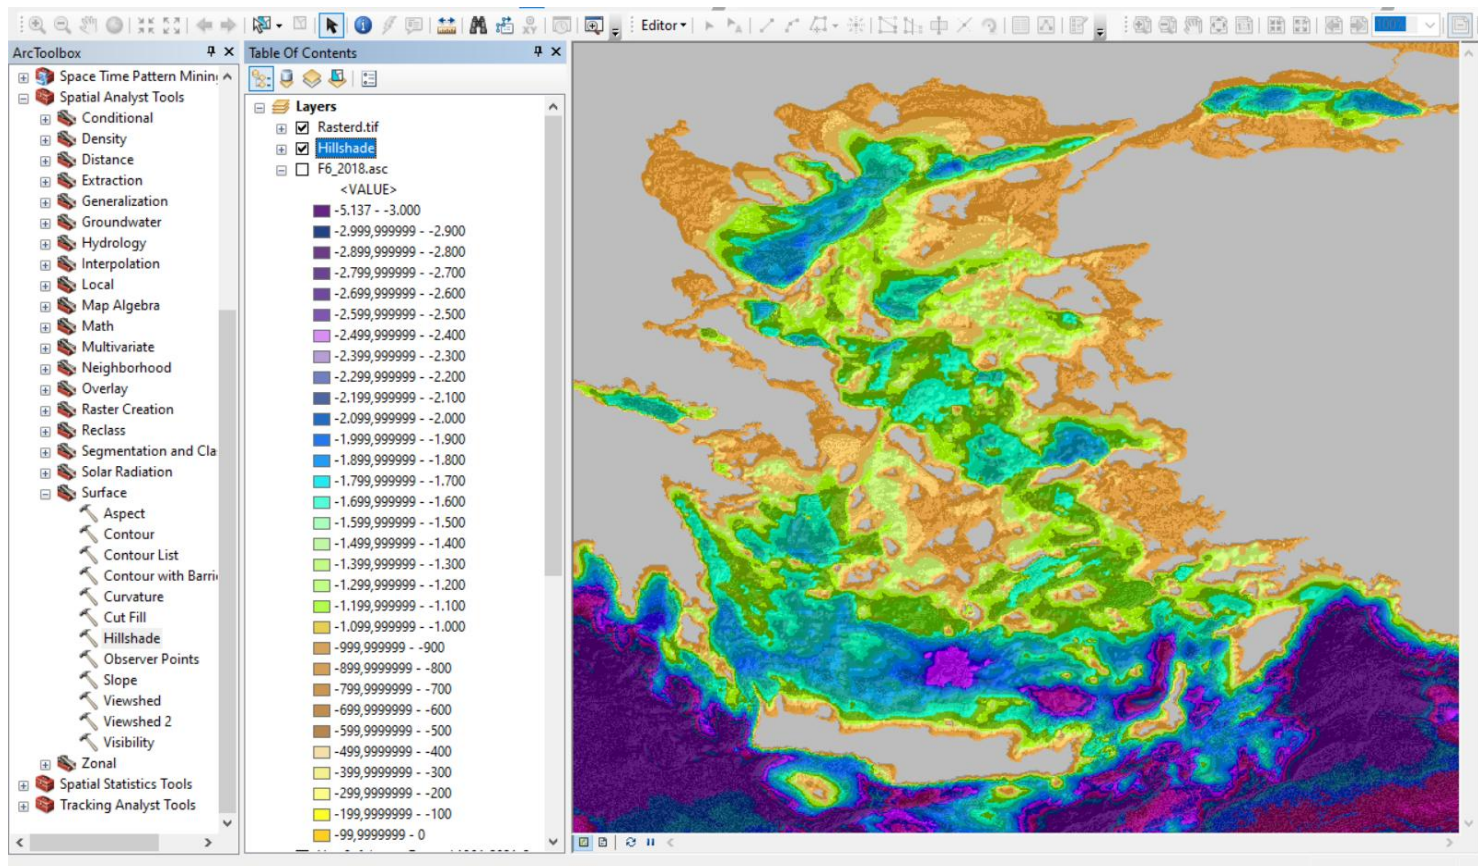 Editor
ArcToolbox
Space Time Pattern Minin
Spatial Analyst Tools
Conditional
Density
Distance
Extraction
Generalization
Groundwater
Hydrology
Interpolation
Local
Map Algebra
Math
Multivariate
Neighborhood
Overlay
Raster Creation
Reclass
Segmentation and Cla
Solar Radiation
Surface
Aspect
Contour
Contour List
Contour with Barri
Curvature
Cut Fill
Hillshade
Observer Points
Slope
Viewshed
Viewshed 2
Visibility
Zonal
Spatial Statistics Tools
Tracking Analyst Tools
Table Of Contents
Layers
Rasterd.tif
Hillshade
F6_2018.asc
<VALUE>
-5.137 - -3.000
-2.999,999999 - -2.900
-2.899,999999 - -2.800
-2.799,999999 - -2.700
-2.699,999999 - -2.600
-2.599,999999 - -2.500
-2.499,999999 - -2.400
-2.399,999999 - -2.300
-2.299,999999 - -2.200
-2.199,999999 - -2.100
-2.099,999999 - -2.000
-1.999,999999 - -1.900
-1.899,999999 - -1.800
-1.799,999999 - -1.700
-1.699,999999 - -1.600
-1.599,999999 - -1.500
-1.499,999999 - -1.400
-1.399,999999 - -1.300
-1.299,999999 - -1.200
-1.199,999999 - -1.100
-1.099,999999 - -1.000
-999,9999999 - -900
-899,9999999 - -800
-799,9999999 - -700
-699,9999999 - -600
-599,9999999 - -500
-499,9999999 - -400
-399,9999999 - -300
-299,9999999 - -200
-199,9999999 - -100
-99,9999999 - 0